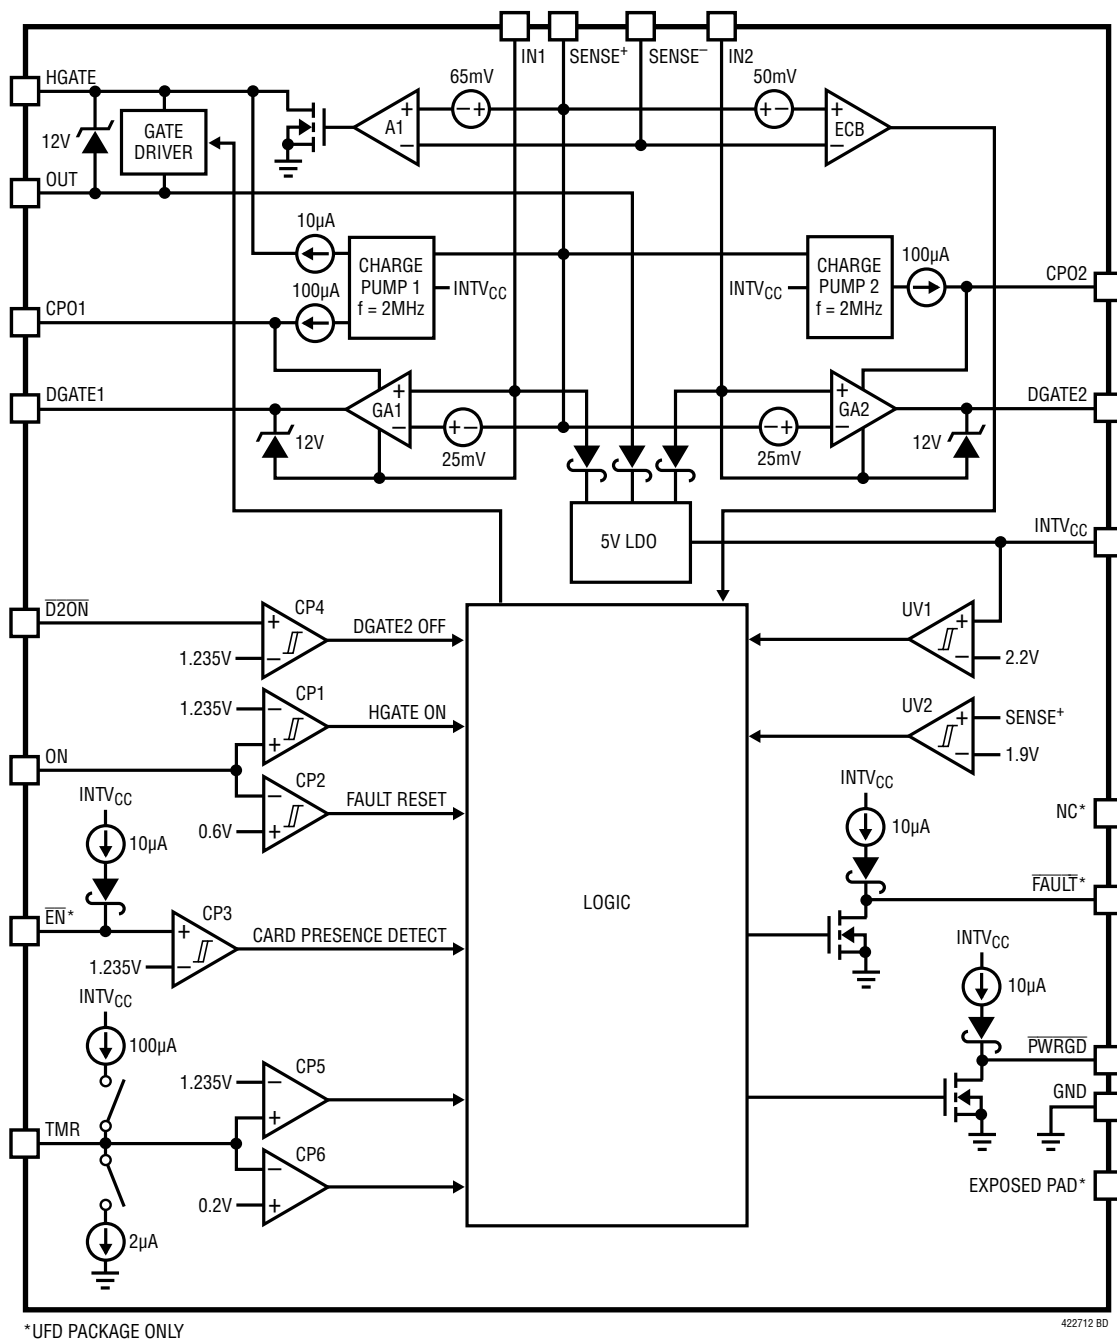 IN1 SENSE+ SENSE− IN2
HGATE
65mV
50mV
12V
GATE
DRIVER
A1
+
−
− +
+ −
+
−
ECB
OUT
10µA
CHARGE
PUMP 1
f = 2MHz
INTVCC
100µA
CPO1
INTVCC
CHARGE
PUMP 2
f = 2MHz
100µA
CPO2
DGATE1
12V
GA1
+
−
+ −
25mV
− +
25mV
+
−
GA2
12V
DGATE2
5V LDO
INTVCC
D2ON
CP4
+
−
1.235V
DGATE2 OFF
UV1
+
−
2.2V
CP1
1.235V
−
+
HGATE ON
UV2
+
−
SENSE+
1.9V
ON
CP2
−
+
0.6V
FAULT RESET
INTVCC
10µA
EN*
CP3
+
−
1.235V
CARD PRESENCE DETECT
LOGIC
INTVCC
10µA
NC*
FAULT*
INTVCC
10µA
PWRGD
GND
EXPOSED PAD*
INTVCC
100µA
CP5
1.235V
−
+
TMR
CP6
−
+
0.2V
2µA
*UFD PACKAGE ONLY
422712 BD